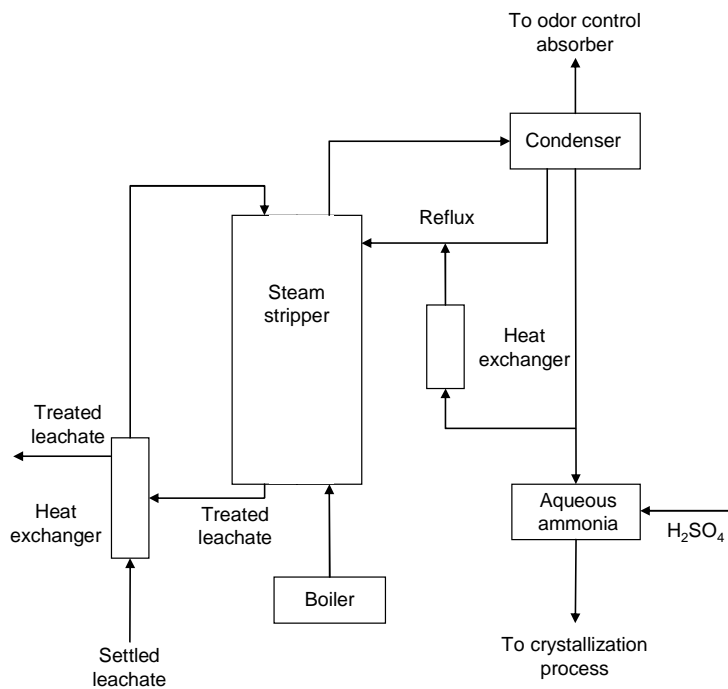 To odor control
absorber
Condenser
Reflux
Steam
stripper
Heat
exchanger
Treated
leachate
Heat
exchanger
Treated
leachate
Aqueous
ammonia
H₂SO₄
Boiler
Settled
leachate
To crystallization
process